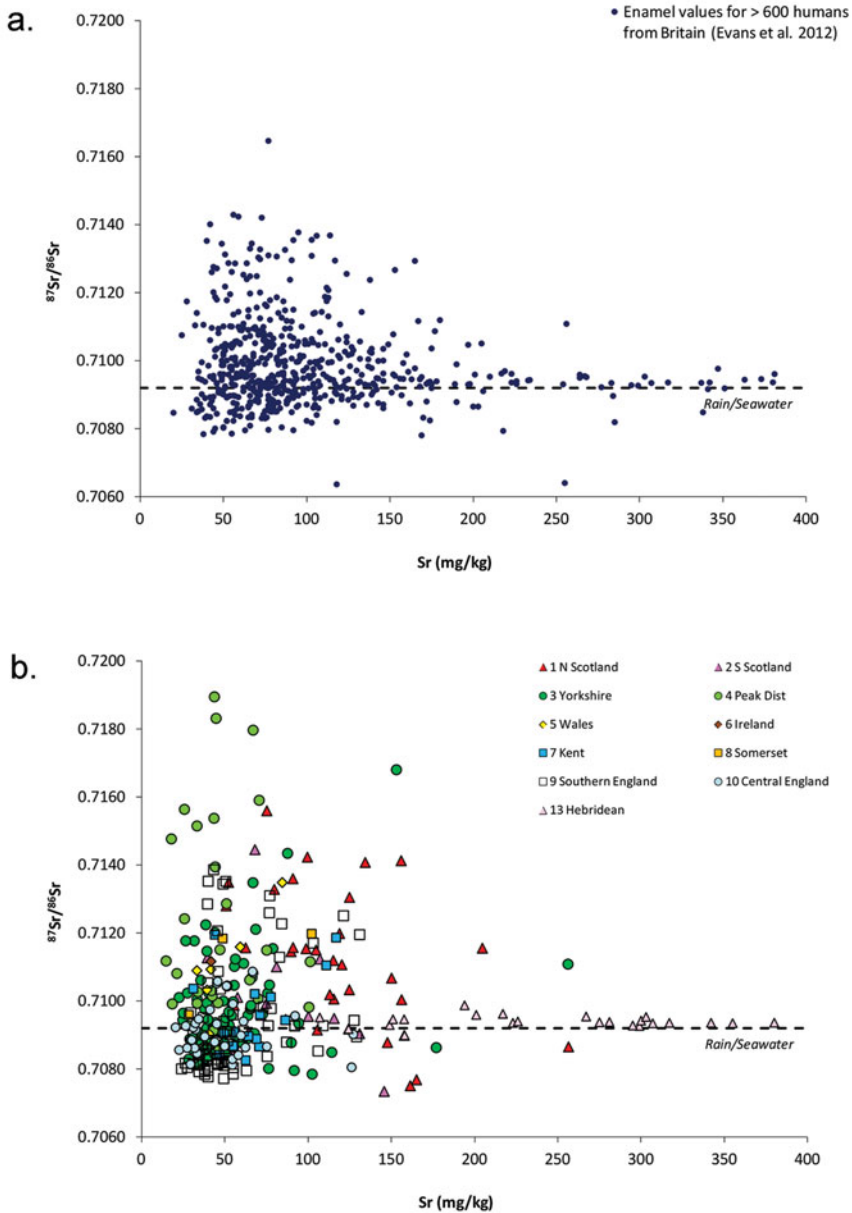 a.
• Enamel values for > 600 humans
from Britain (Evans et al. 2012)
0.7200
0.7180
0.7160
0.7140
0.7120
0.7100
0.7080
0.7060
⁸⁷Sr/⁸⁶Sr
Rain/Seawater
0 50 100 150 200 250 300 350 400
Sr (mg/kg)
b.
0.7200
0.7180
0.7160
0.7140
0.7120
0.7100
0.7080
0.7060
⁸⁷Sr/⁸⁶Sr
1 N Scotland 2 S Scotland
3 Yorkshire 4 Peak Dist
5 Wales 6 Ireland
7 Kent 8 Somerset
9 Southern England 10 Central England
13 Hebridean
Rain/Seawater
0 50 100 150 200 250 300 350 400
Sr (mg/kg)